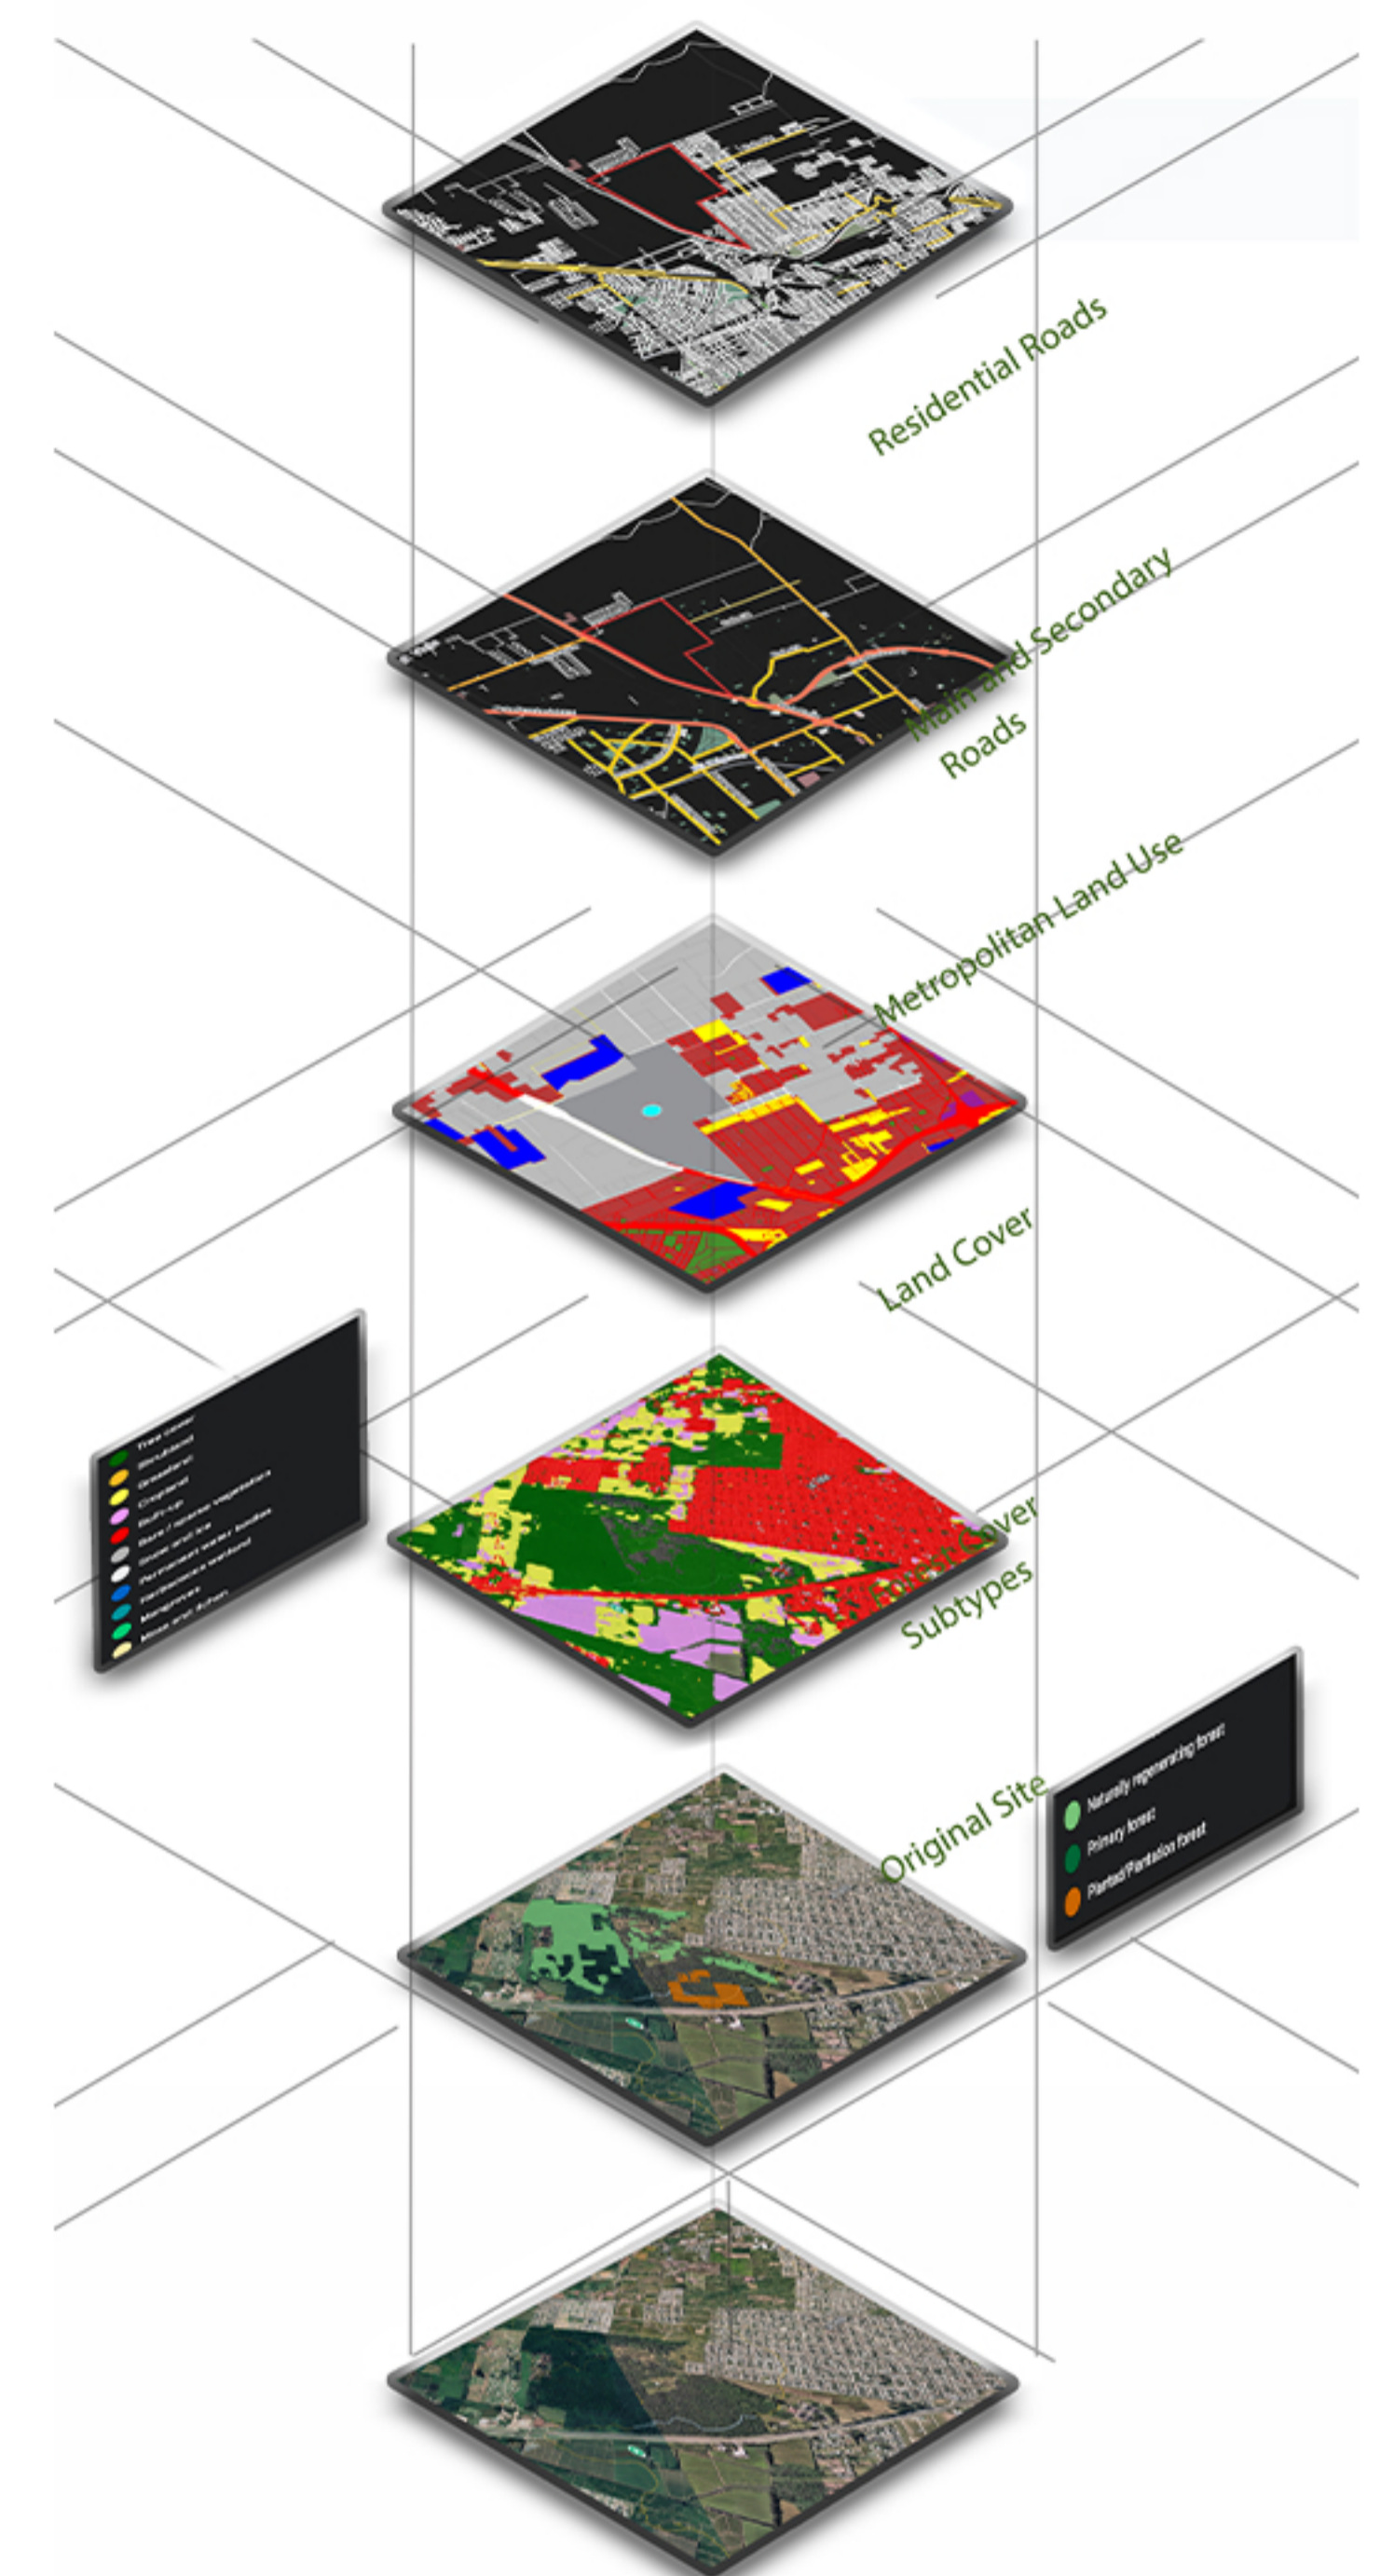 Residential Roads
Main and Secondary
Roads
Metropolitan Land Use
Land Cover
Tree cover
Shrubland
Grassland
Cropland
Built-up
Bare / sparse vegetation
Snow and ice
Permanent water bodies
Herbaceous wetland
Mangroves
Moss and lichen
Forest Cover
Subtypes
Original Site
Naturally regenerating forest
Primary forest
Planted/Plantation forest